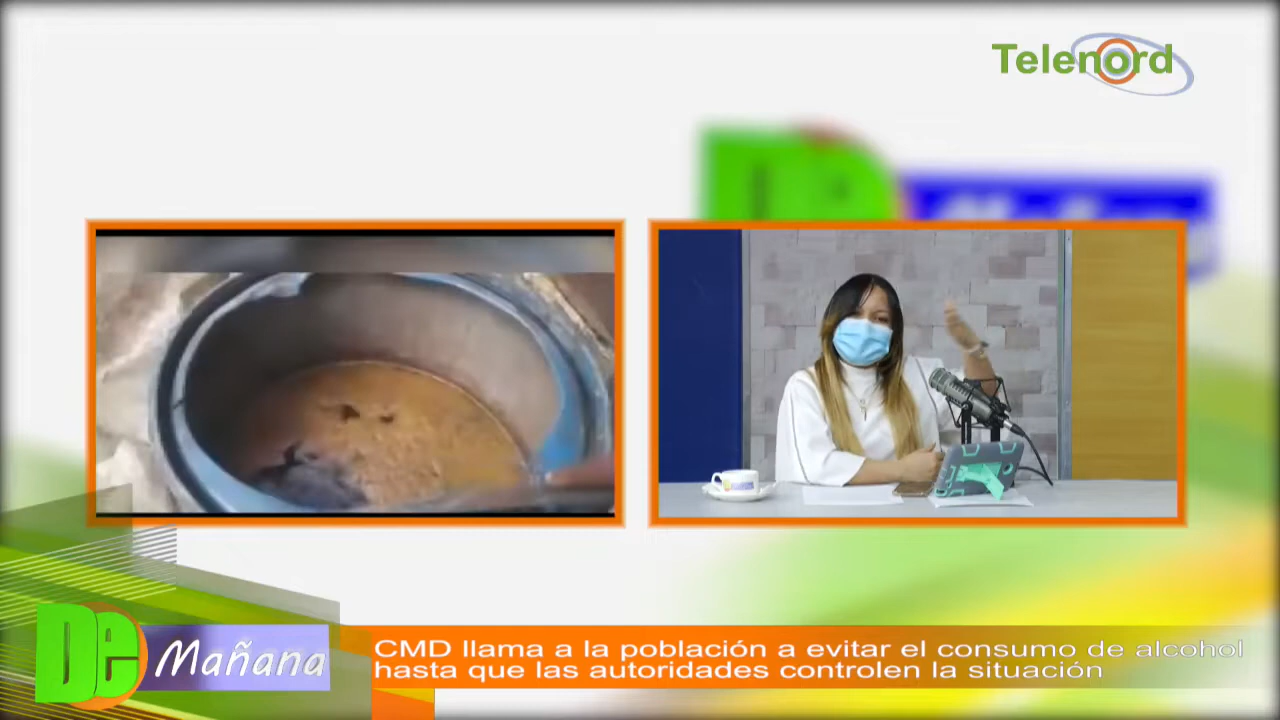 Telenord
De Mañana
CMD llama a la población a evitar el consumo de alcohol
hasta que las autoridades controlen la situación